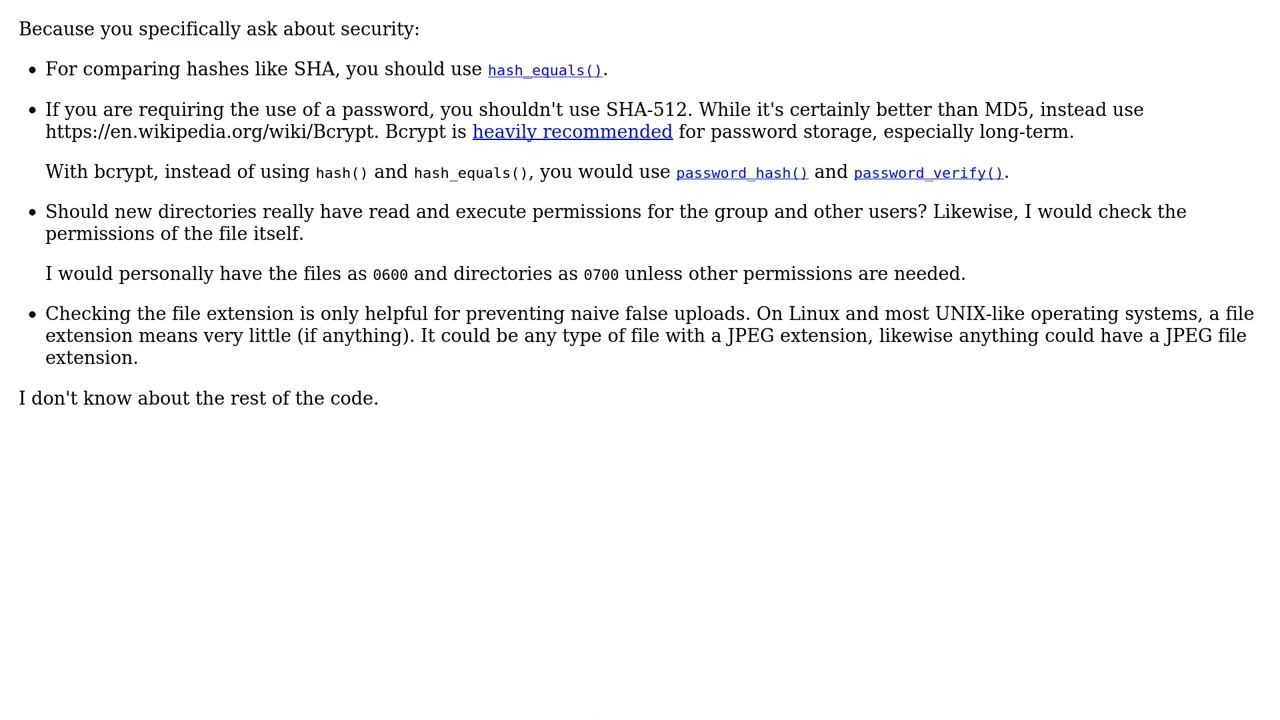 Because you specifically ask about security:
• For comparing hashes like SHA, you should use hash_equals().
• If you are requiring the use of a password, you shouldn't use SHA-512. While it's certainly better than MD5, instead use
https://en.wikipedia.org/wiki/Bcrypt. Bcrypt is heavily recommended for password storage, especially long-term.
With bcrypt, instead of using hash() and hash_equals(), you would use password_hash() and password_verify().
• Should new directories really have read and execute permissions for the group and other users? Likewise, I would check the
permissions of the file itself.
I would personally have the files as 0600 and directories as 0700 unless other permissions are needed.
• Checking the file extension is only helpful for preventing naive false uploads. On Linux and most UNIX-like operating systems, a file
extension means very little (if anything). It could be any type of file with a JPEG extension, likewise anything could have a JPEG file
extension.
I don't know about the rest of the code.